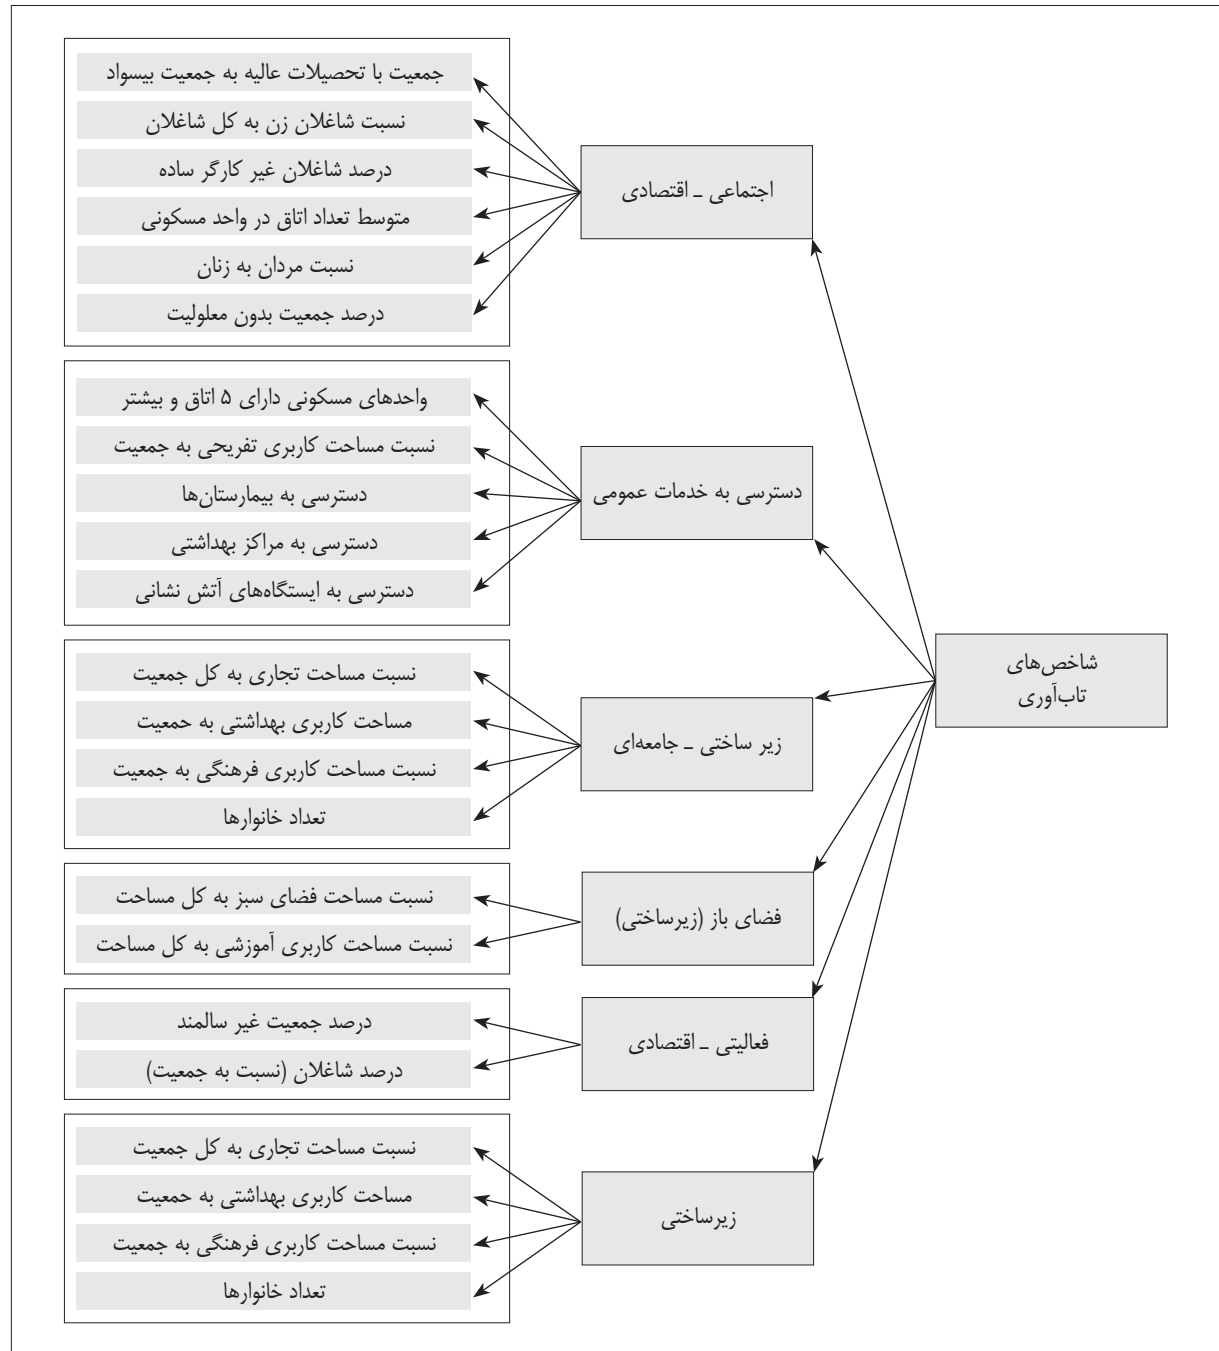 شاخص‌های
تاب‌آوری
اجتماعی ـ اقتصادی
جمعیت با تحصیلات عالیه به جمعیت بیسواد
نسبت شاغلان زن به کل شاغلان
درصد شاغلان غیر کارگر ساده
متوسط تعداد اتاق در واحد مسکونی
نسبت مردان به زنان
درصد جمعیت بدون معلولیت
دسترسی به خدمات عمومی
واحدهای مسکونی دارای ۵ اتاق و بیشتر
نسبت مساحت کاربری تفریحی به جمعیت
دسترسی به بیمارستان‌ها
دسترسی به مراکز بهداشتی
دسترسی به ایستگاه‌های آتش نشانی
زیر ساختی ـ جامعه‌ای
نسبت مساحت تجاری به کل جمعیت
مساحت کاربری بهداشتی به حمعیت
نسبت مساحت کاربری فرهنگی به جمعیت
تعداد خانوارها
فضای باز (زیرساختی)
نسبت مساحت فضای سبز به کل مساحت
نسبت مساحت کاربری آموزشی به کل مساحت
فعالیتی ـ اقتصادی
درصد جمعیت غیر سالمند
درصد شاغلان (نسبت به جمعیت)
زیرساختی
نسبت مساحت تجاری به کل جمعیت
مساحت کاربری بهداشتی به حمعیت
نسبت مساحت کاربری فرهنگی به جمعیت
تعداد خانوارها